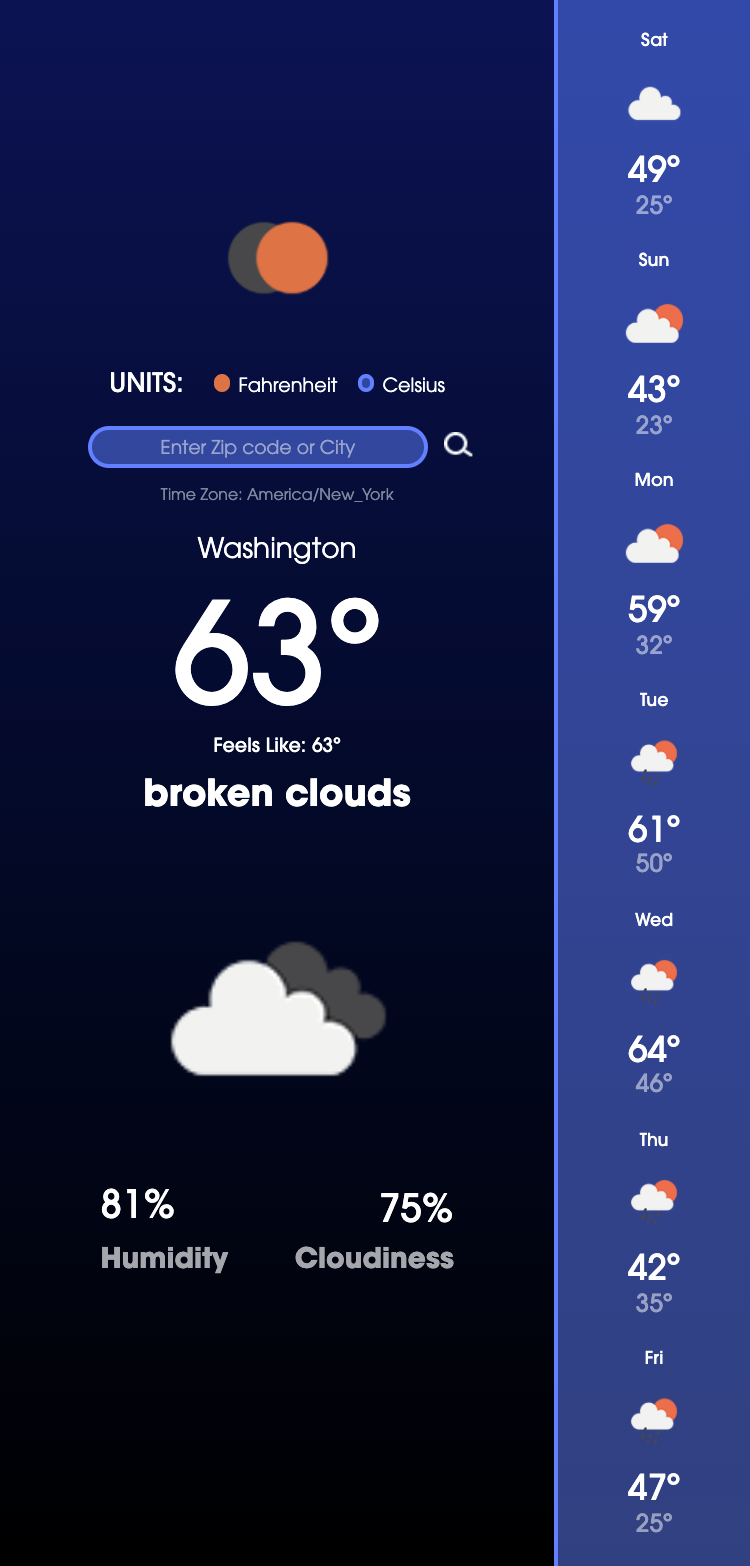 UNITS: Fahrenheit Celsius
Enter Zip code or City
Time Zone: America/New_York
Washington
63°
Feels Like: 63°
broken clouds
81%
Humidity
75%
Cloudiness
Sat
49°
25°
Sun
43°
23°
Mon
59°
32°
Tue
61°
50°
Wed
64°
46°
Thu
42°
35°
Fri
47°
25°